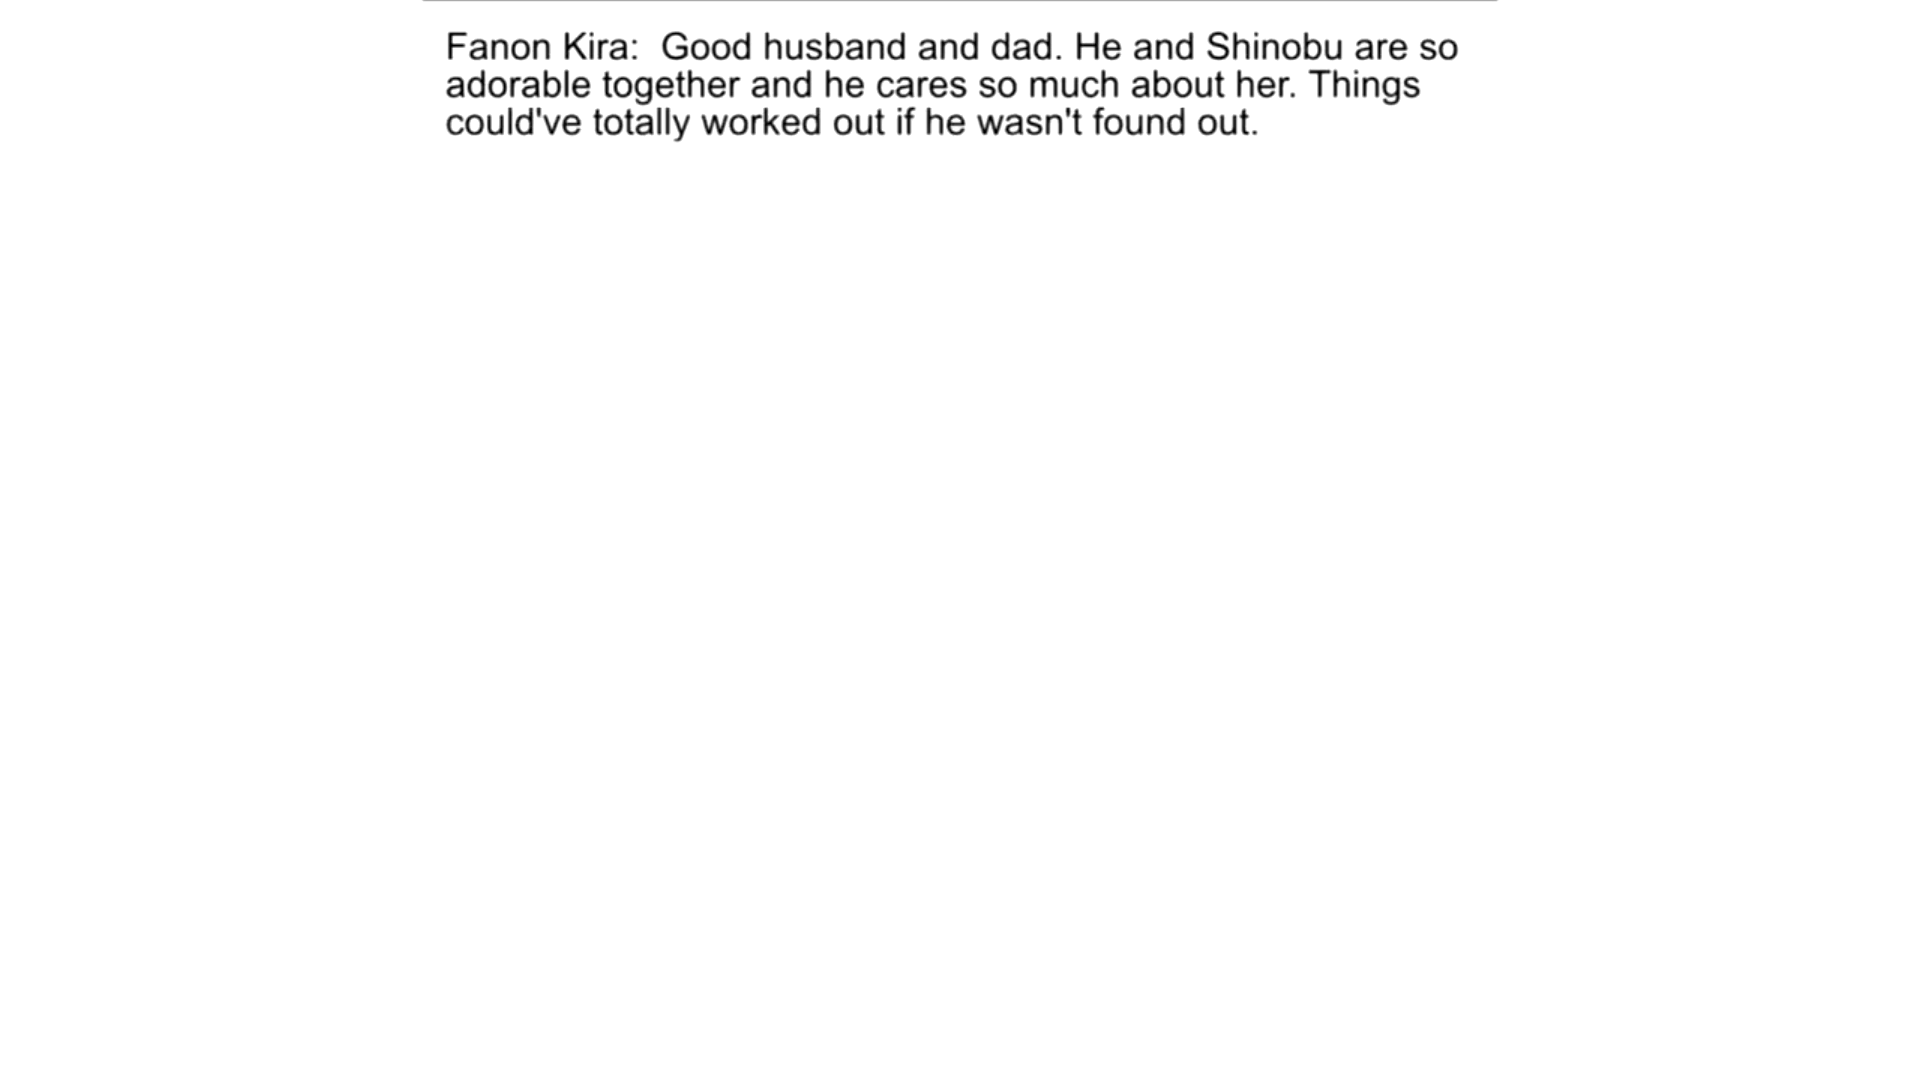 Fanon Kira:  Good husband and dad. He and Shinobu are so
adorable together and he cares so much about her. Things
could've totally worked out if he wasn't found out.